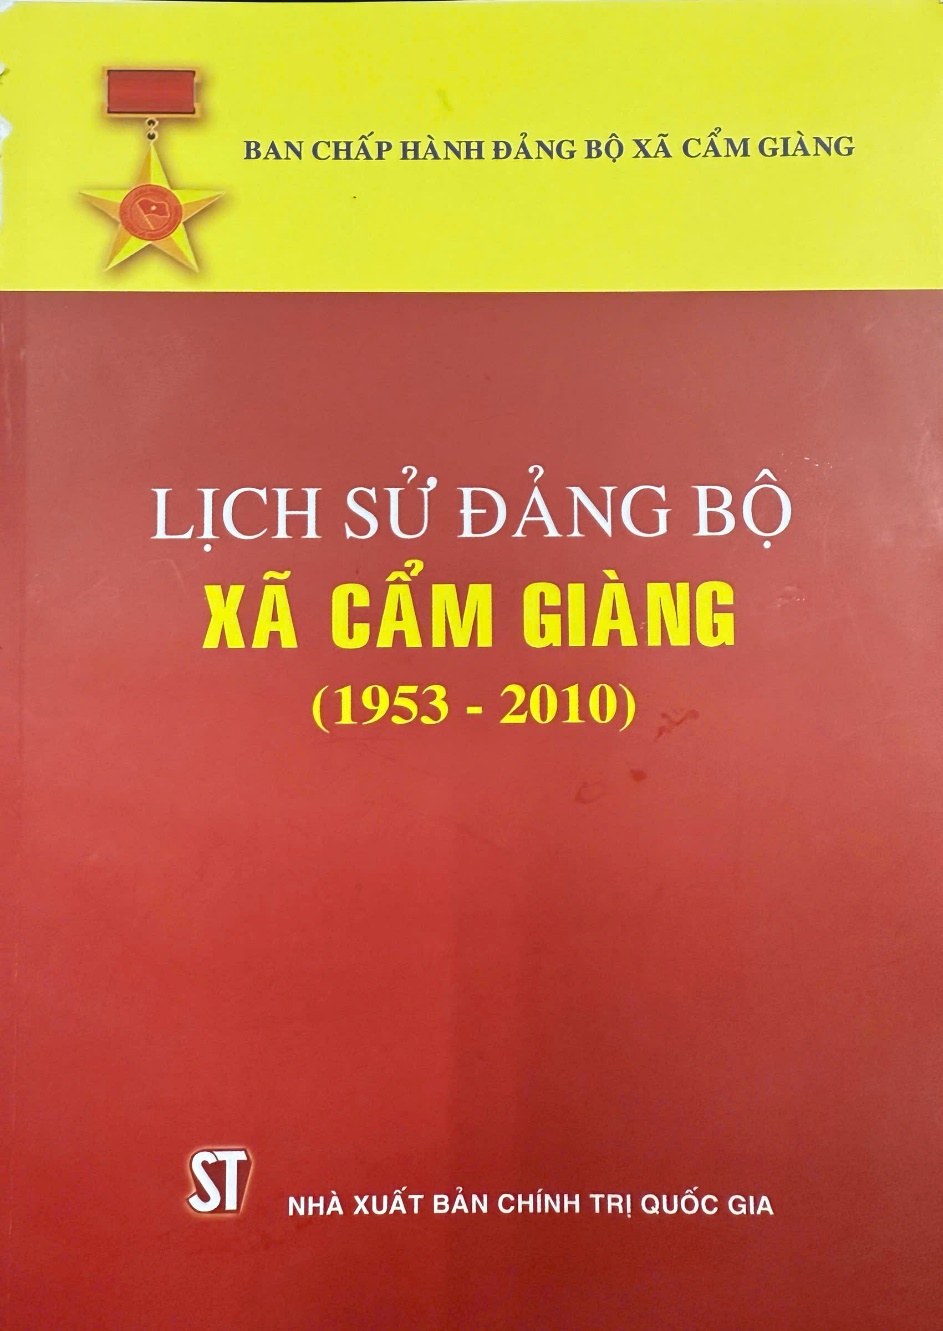 BAN CHẤP HÀNH ĐẢNG BỘ XÃ CẨM GIÀNG
LỊCH SỬ ĐẢNG BỘ
XÃ CẨM GIÀNG
(1953 - 2010)
ST
NHÀ XUẤT BẢN CHÍNH TRỊ QUỐC GIA